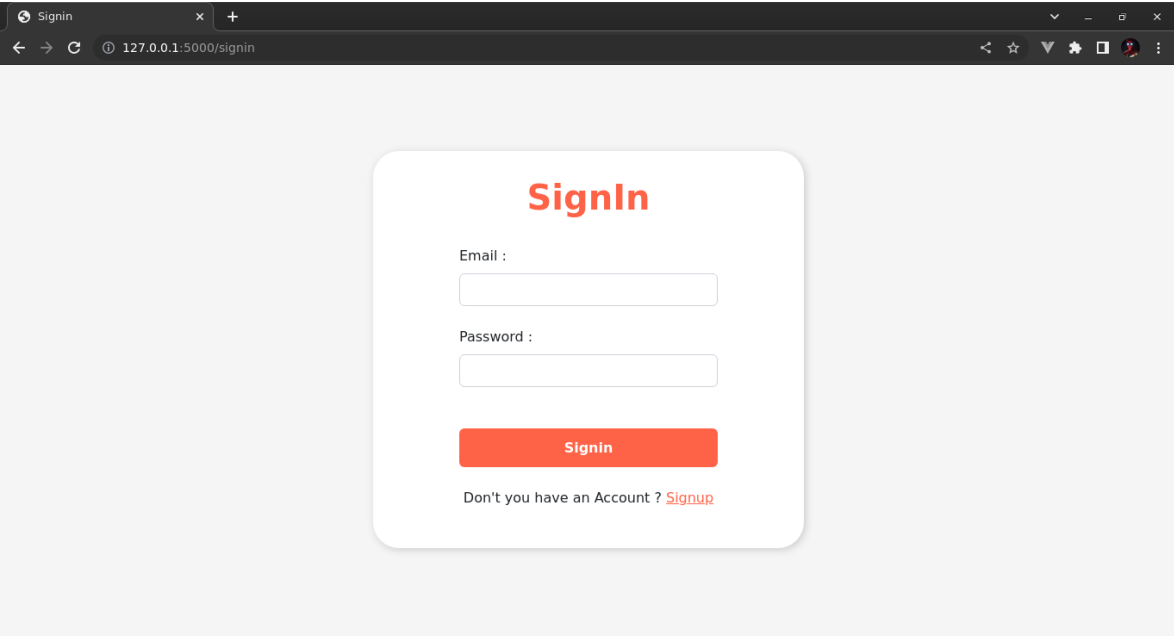 Signin
127.0.0.1:5000/signin
SignIn
Email :
Password :
Signin
Don't you have an Account ? Signup